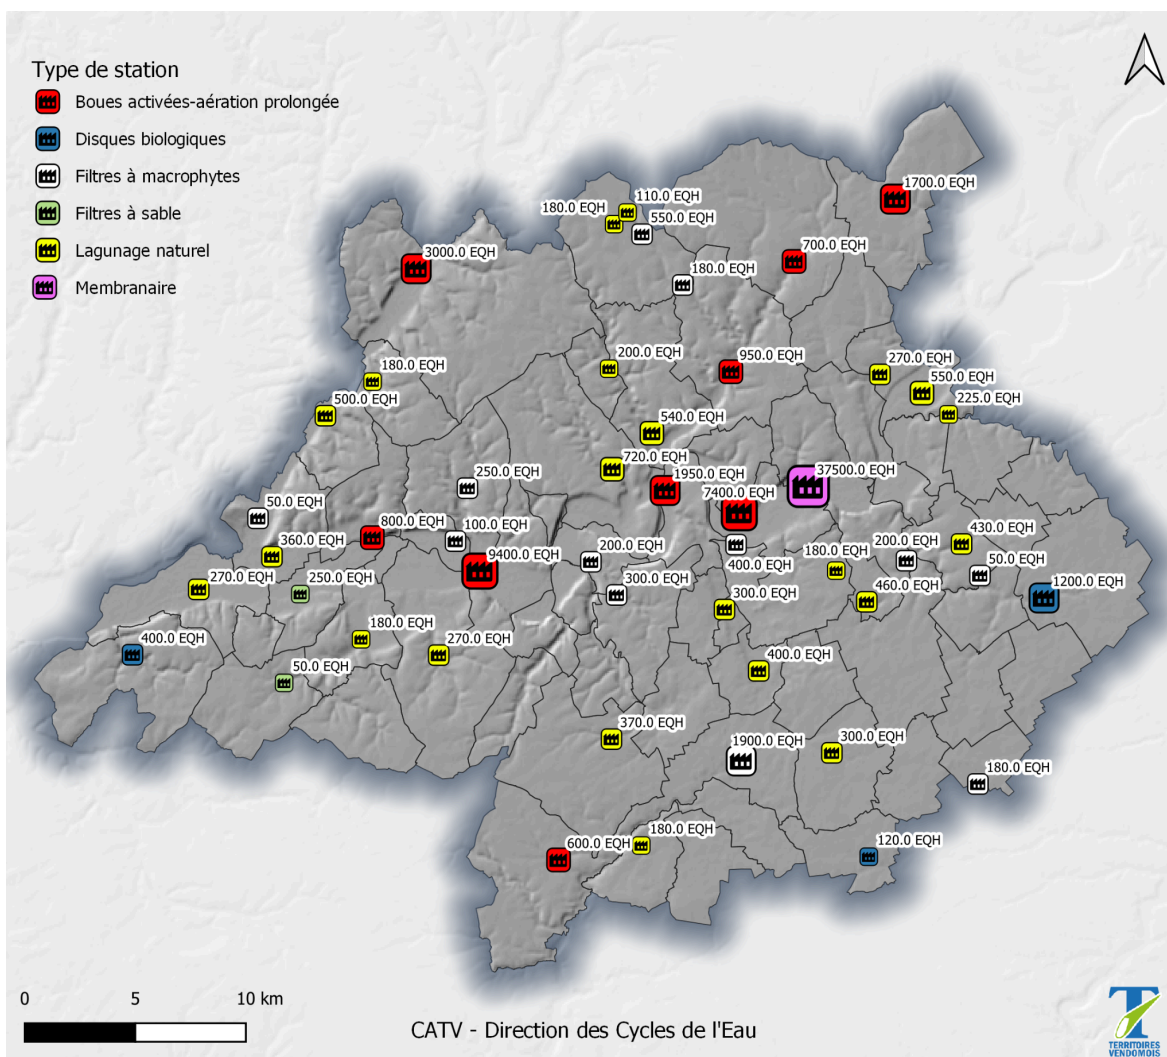 Type de station
Boues activées-aération prolongée
Disques biologiques
Filtres à macrophytes
Filtres à sable
Lagunage naturel
Membranaire
1700.0 EQH
110.0 EQH
180.0 EQH
550.0 EQH
3000.0 EQH
700.0 EQH
180.0 EQH
200.0 EQH
950.0 EQH
270.0 EQH
180.0 EQH
550.0 EQH
500.0 EQH
225.0 EQH
540.0 EQH
720.0 EQH
1950.0 EQH
37500.0 EQH
250.0 EQH
7400.0 EQH
50.0 EQH
800.0 EQH
100.0 EQH
430.0 EQH
360.0 EQH
9400.0 EQH
200.0 EQH
400.0 EQH
180.0 EQH
200.0 EQH
50.0 EQH
270.0 EQH
250.0 EQH
300.0 EQH
300.0 EQH
460.0 EQH
1200.0 EQH
400.0 EQH
180.0 EQH
270.0 EQH
50.0 EQH
400.0 EQH
370.0 EQH
1900.0 EQH
300.0 EQH
180.0 EQH
600.0 EQH
180.0 EQH
120.0 EQH
0 5 10 km
CATV - Direction des Cycles de l'Eau
TERRITOIRES
VENDOMOIS